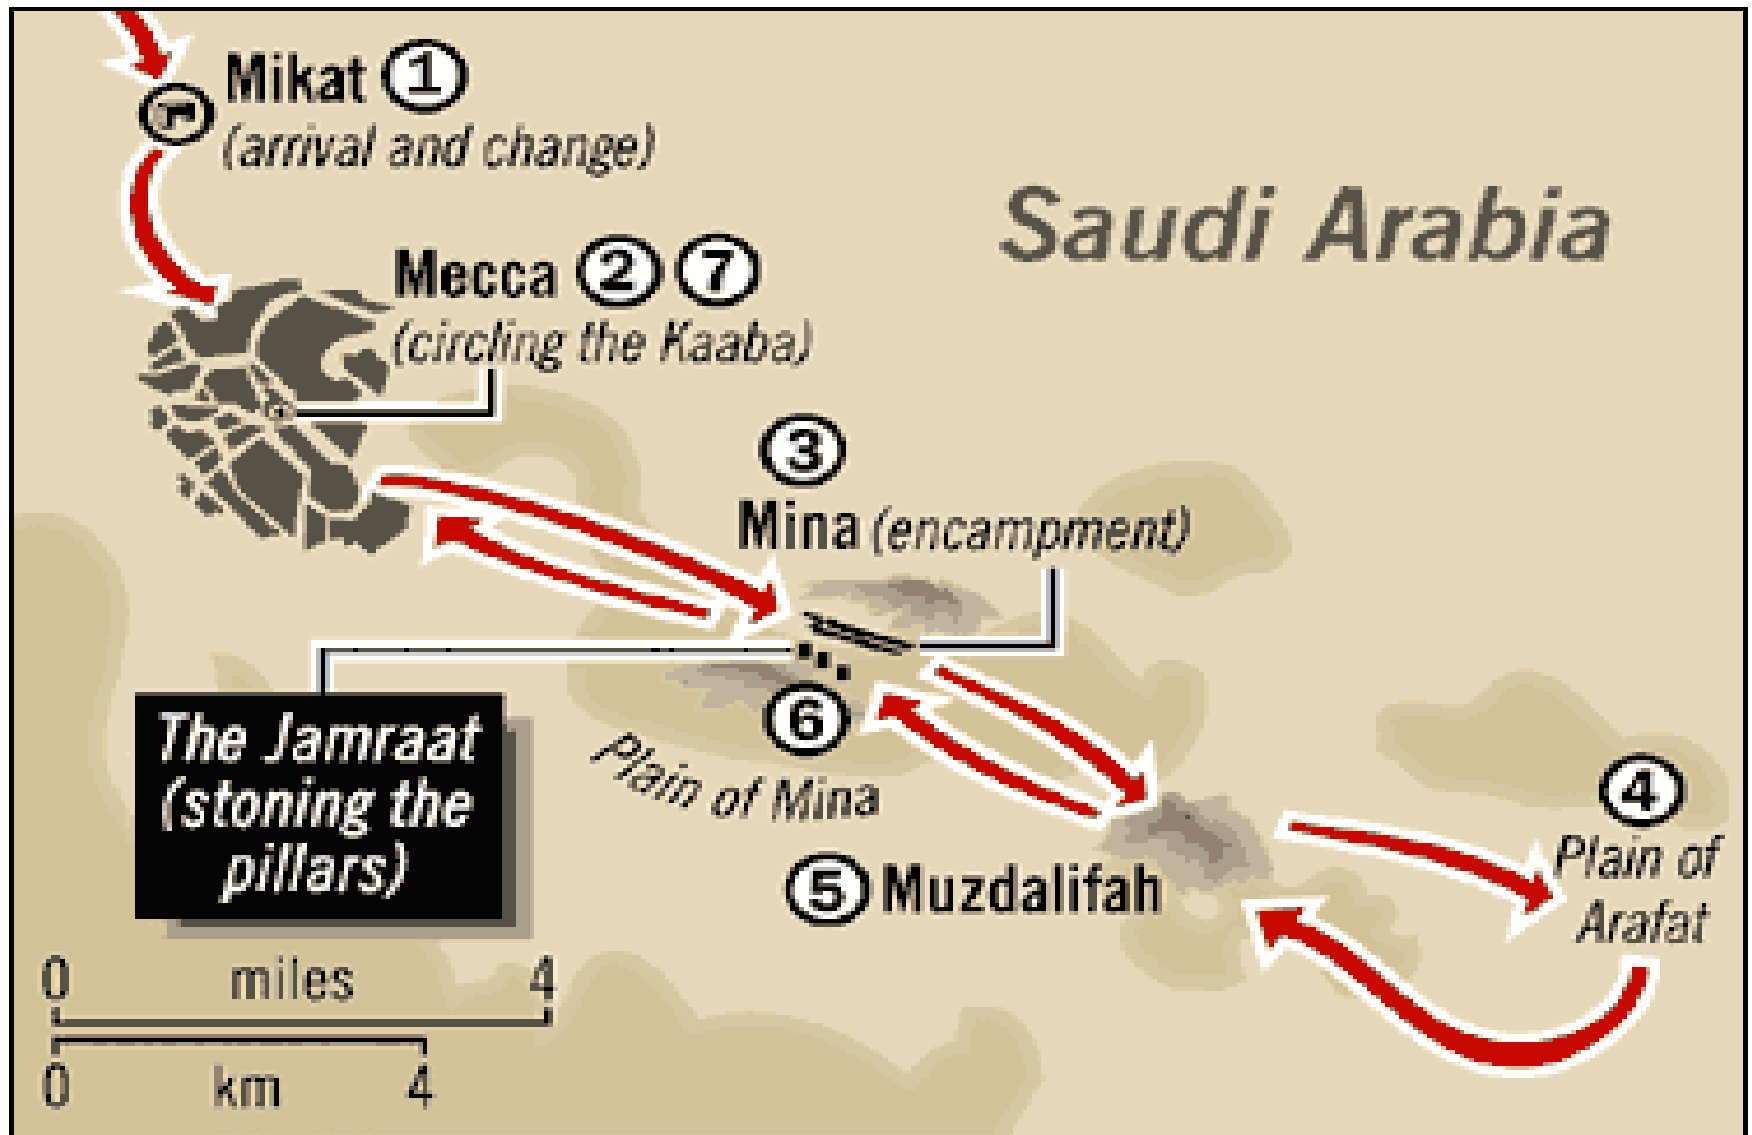 Mikat 1
(arrival and change)
Saudi Arabia
Mecca 2 7
(circling the Kaaba)
3
Mina (encampment)
The Jamraat
(stoning the
pillars)
6
Plain of Mina
4
Plain of
Arafat
5 Muzdalifah
0 miles 4
0 km 4